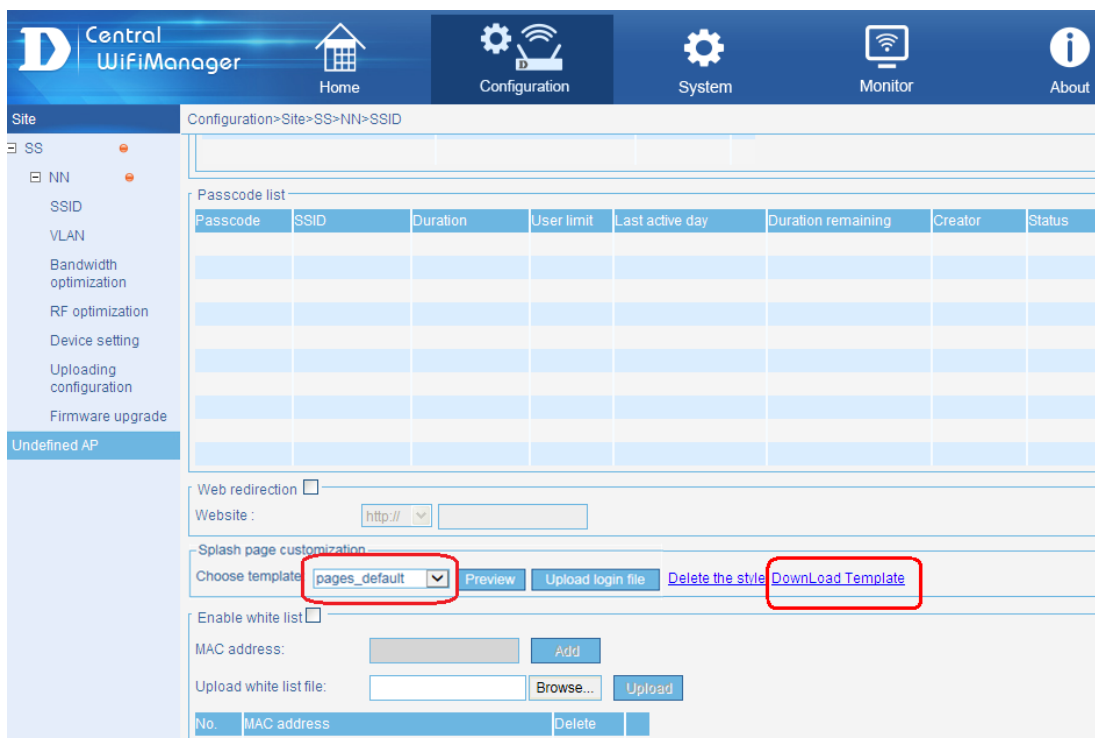 D
Central
WiFiManager
Home
D
Configuration
System
Monitor
About
Site
Configuration>Site>SS>NN>SSID
SS
NN
SSID
VLAN
Bandwidth
optimization
RF optimization
Device setting
Uploading
configuration
Firmware upgrade
Undefined AP
Passcode list
Passcode SSID Duration User limit Last active day Duration remaining Creator Status
Web redirection
Website : http://
Splash page customization
Choose template pages_default Preview Upload login file Delete the style DownLoad Template
Enable white list
MAC address: Add
Upload white list file: Browse... Upload
No. MAC address Delete